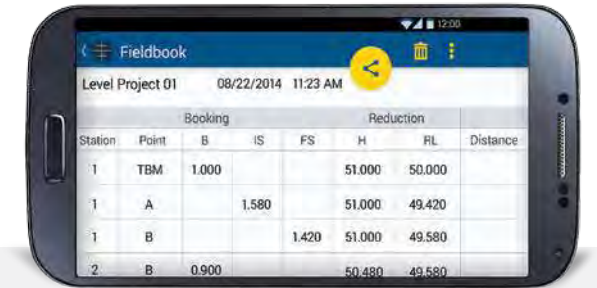 12:00
Fieldbook
Level Project 01 08/22/2014 11:23 AM
Booking Reduction
Station Point B IS FS H RL Distance
1 TBM 1.000 51.000 50.000
1 A 1.580 51.000 49.420
1 B 1.420 51.000 49.580
2 B 0.900 50.480 49.580